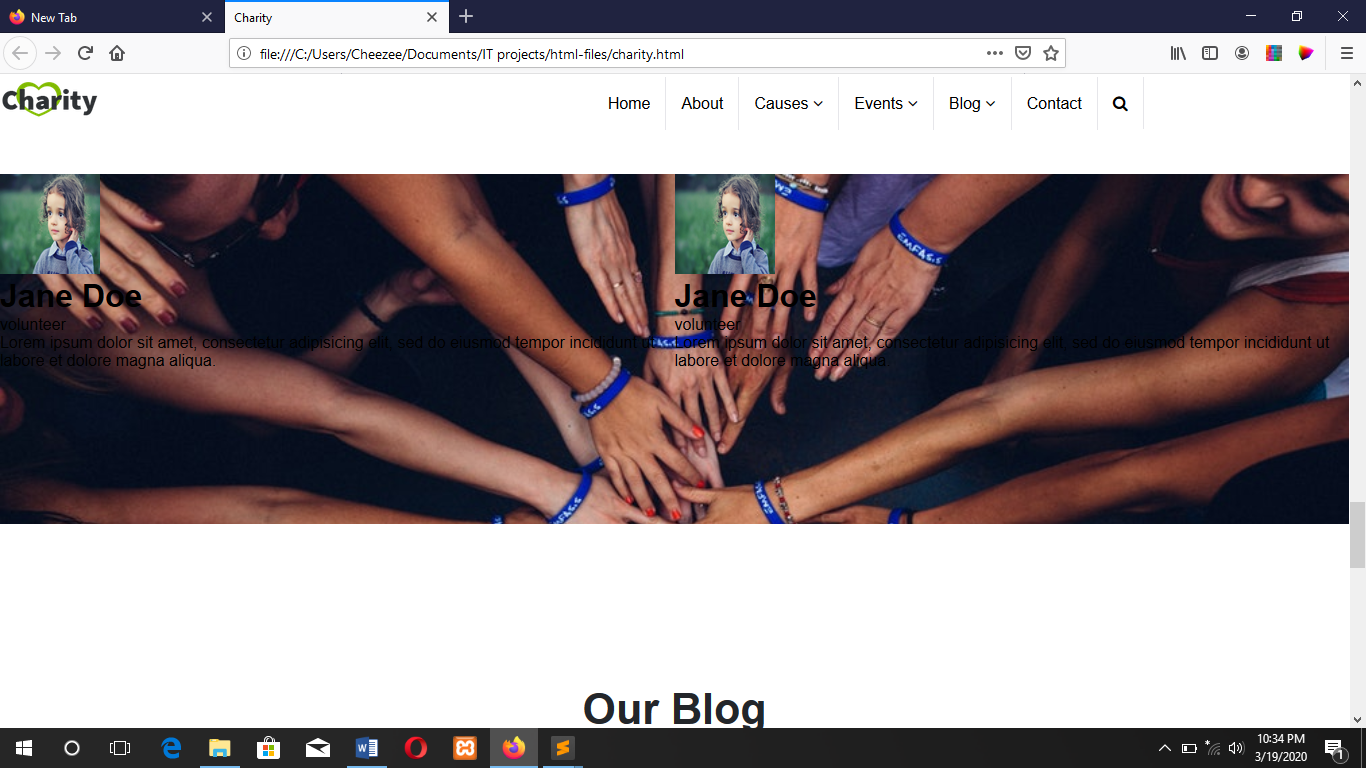 New Tab
Charity
file:///C:/Users/Cheezee/Documents/IT projects/html-files/charity.html
Charity
Home About Causes Events Blog Contact
EMFASIS
Jane Doe
volunteer
Lorem ipsum dolor sit amet, consectetur adipisicing elit, sed do eiusmod tempor incididunt ut
labore et dolore magna aliqua.
Jane Doe
volunteer
Lorem ipsum dolor sit amet, consectetur adipisicing elit, sed do eiusmod tempor incididunt ut
labore et dolore magna aliqua.
Our Blog
10:34 PM
3/19/2020
1